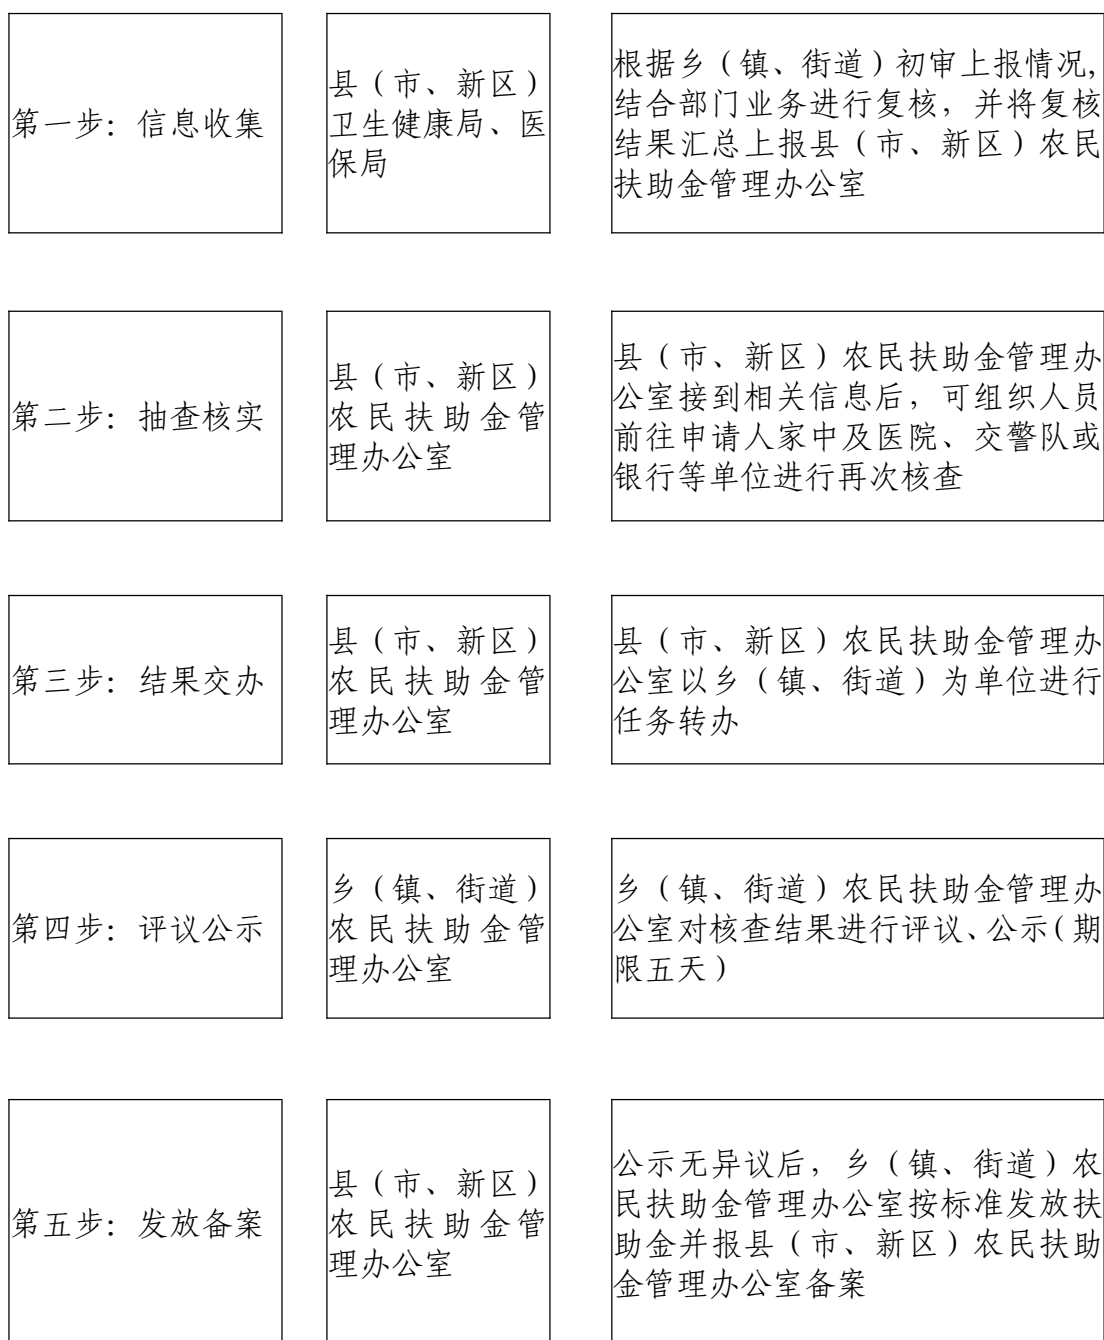 第一步：信息收集
县（市、新区）
卫生健康局、医
保局
根据乡（镇、街道）初审上报情况，
结合部门业务进行复核，并将复核
结果汇总上报县（市、新区）农民
扶助金管理办公室
第二步：抽查核实
县（市、新区）
农民扶助金管
理办公室
县（市、新区）农民扶助金管理办
公室接到相关信息后，可组织人员
前往申请人家中及医院、交警队或
银行等单位进行再次核查
第三步：结果交办
县（市、新区）
农民扶助金管
理办公室
县（市、新区）农民扶助金管理办
公室以乡（镇、街道）为单位进行
任务转办
第四步：评议公示
乡（镇、街道）
农民扶助金管
理办公室
乡（镇、街道）农民扶助金管理办
公室对核查结果进行评议、公示（期
限五天）
第五步：发放备案
县（市、新区）
农民扶助金管
理办公室
公示无异议后，乡（镇、街道）农
民扶助金管理办公室按标准发放扶
助金并报县（市、新区）农民扶助
金管理办公室备案